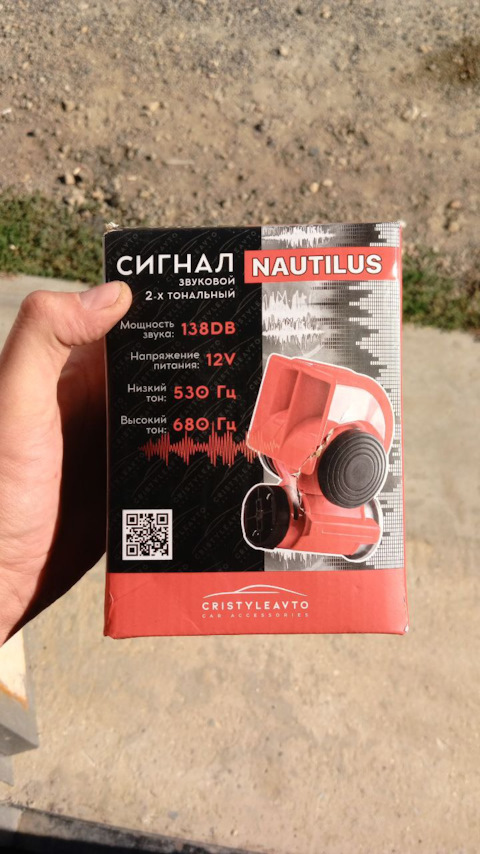 СИГНАЛ NAUTILUS
ЗВУКОВОЙ
2-х ТОНАЛЬНЫЙ
Мощность
звука: 138DB
Напряжение
питания: 12V
Низкий
тон: 530 Гц
Высокий
тон: 680 Гц
CRISTYLEAVTO
CAR ACCESSORIES